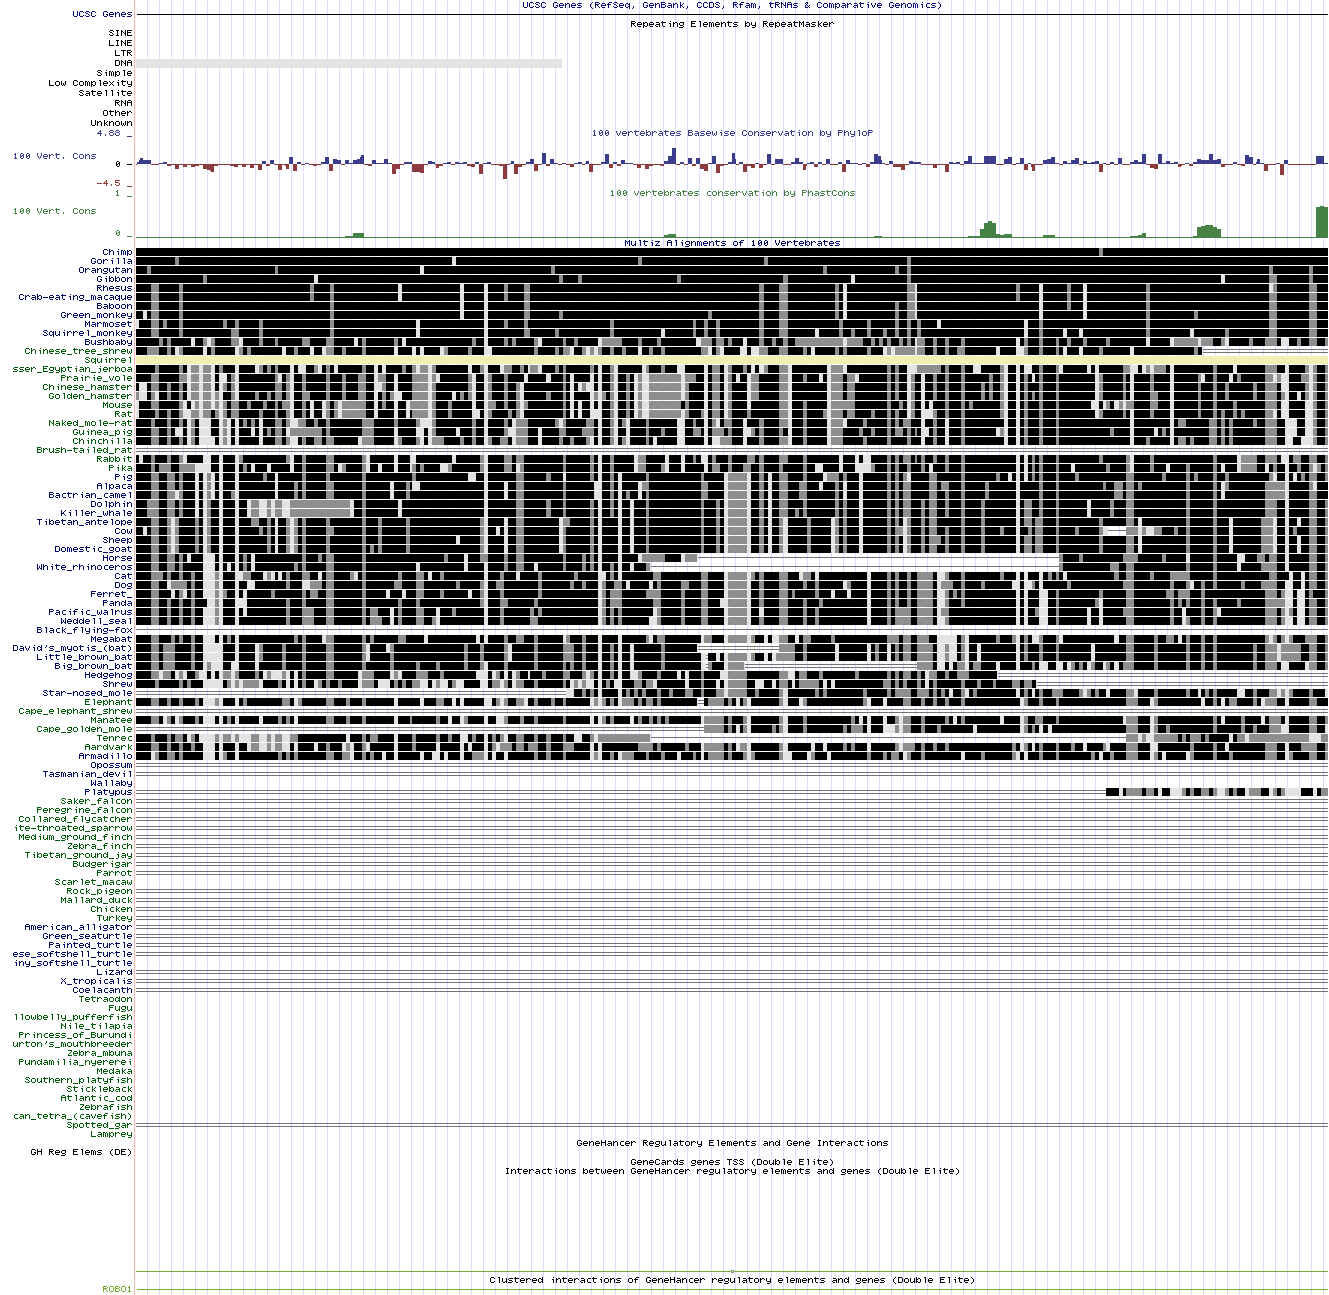 UCSC Genes (RefSeq, GenBank, CCDS, Rfam, tRNAs & Comparative Genomics)
UCSC Genes
Repeating Elements by RepeatMasker
SINE
LINE
LTR
DNA
Simple
Low Complexity
Satellite
RNA
Other
Unknown
4.88 _
100 vertebrates Basewise Conservation by PhyloP
100 Vert. Cons
0 _
-4.5 _
1 _
100 vertebrates conservation by PhastCons
100 Vert. Cons
0 _
Multiz Alignments of 100 Vertebrates
Chimp
Gorilla
Orangutan
Gibbon
Rhesus
Crab-eating_macaque
Baboon
Green_monkey
Marmoset
Squirrel_monkey
Bushbaby
Chinese_tree_shrew
Squirrel
sser_Egyptian_jerboa
Prairie_vole
Chinese_hamster
Golden_hamster
Mouse
Rat
Naked_mole-rat
Guinea_pig
Chinchilla
Brush-tailed_rat
Rabbit
Pika
Pig
Alpaca
Bactrian_camel
Dolphin
Killer_whale
Tibetan_antelope
Cow
Sheep
Domestic_goat
Horse
White_rhinoceros
Cat
Dog
Ferret_
Panda
Pacific_walrus
Weddell_seal
Black_flying-fox
Megabat
David's_myotis_(bat)
Little_brown_bat
Big_brown_bat
Hedgehog
Shrew
Star-nosed_mole
Elephant
Cape_elephant_shrew
Manatee
Cape_golden_mole
Tenrec
Aardvark
Armadillo
Opossum
Tasmanian_devil
Wallaby
Platypus
Saker_falcon
Peregrine_falcon
Collared_flycatcher
ite-throated_sparrow
Medium_ground_finch
Zebra_finch
Tibetan_ground_jay
Budgerigar
Parrot
Scarlet_macaw
Rock_pigeon
Mallard_duck
Chicken
Turkey
American_alligator
Green_seaturtle
Painted_turtle
ese_softshell_turtle
iny_softshell_turtle
Lizard
X_tropicalis
Coelacanth
Tetraodon
Fugu
llowbelly_pufferfish
Nile_tilapia
Princess_of_Burundi
urton's_mouthbreeder
Zebra_mbuna
Pundamilia_nyererei
Medaka
Southern_platyfish
Stickleback
Atlantic_cod
Zebrafish
can_tetra_(cavefish)
Spotted_gar
Lamprey
GeneHancer Regulatory Elements and Gene Interactions
GH Reg Elems (DE)
GeneCards genes TSS (Double Elite)
Interactions between GeneHancer regulatory elements and genes (Double Elite)
Clustered interactions of GeneHancer regulatory elements and genes (Double Elite)
ROBO1